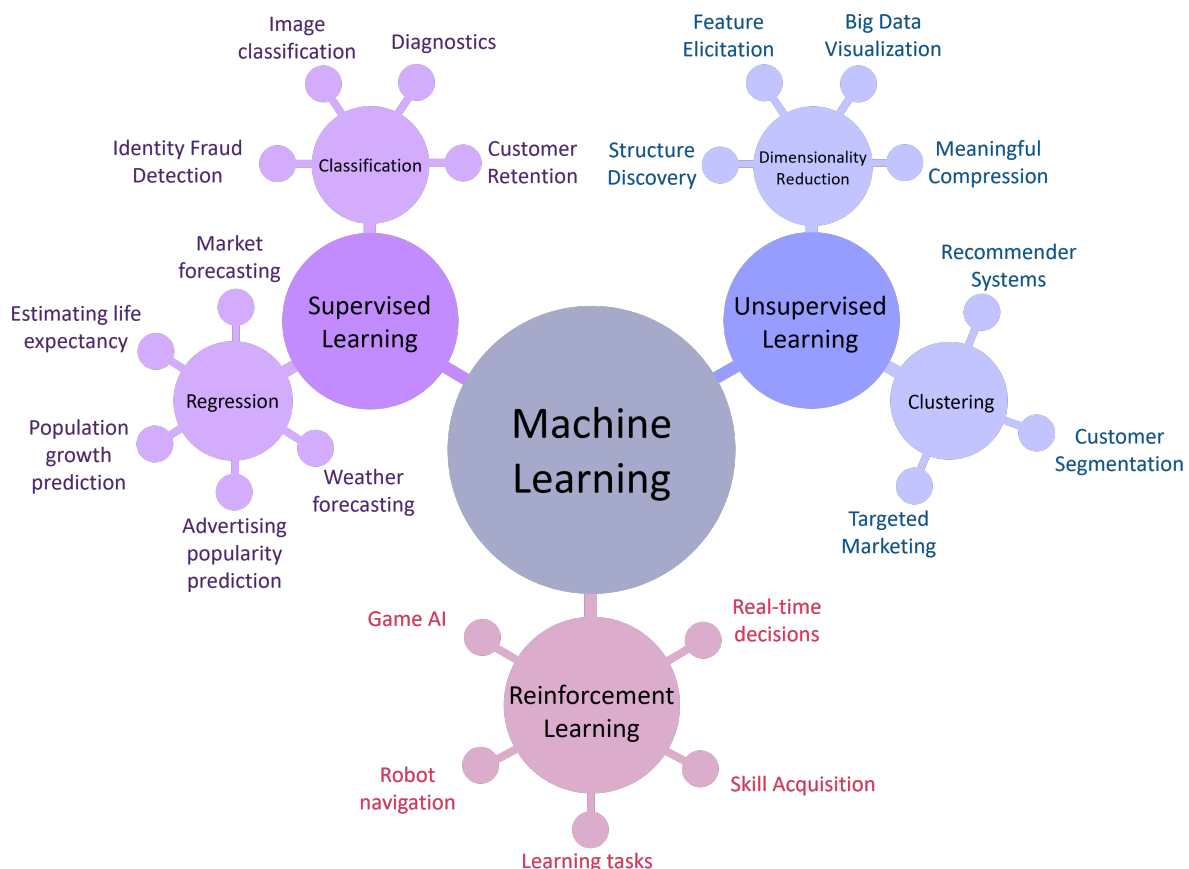 Image
classification
Diagnostics
Identity Fraud
Detection
Classification
Customer
Retention
Feature
Elicitation
Big Data
Visualization
Structure
Discovery
Dimensionality
Reduction
Meaningful
Compression
Market
forecasting
Supervised
Learning
Estimating life
expectancy
Regression
Population
growth
prediction
Weather
forecasting
Advertising
popularity
prediction
Machine
Learning
Unsupervised
Learning
Recommender
Systems
Clustering
Customer
Segmentation
Targeted
Marketing
Game AI
Real-time
decisions
Reinforcement
Learning
Robot
navigation
Skill Acquisition
Learning tasks